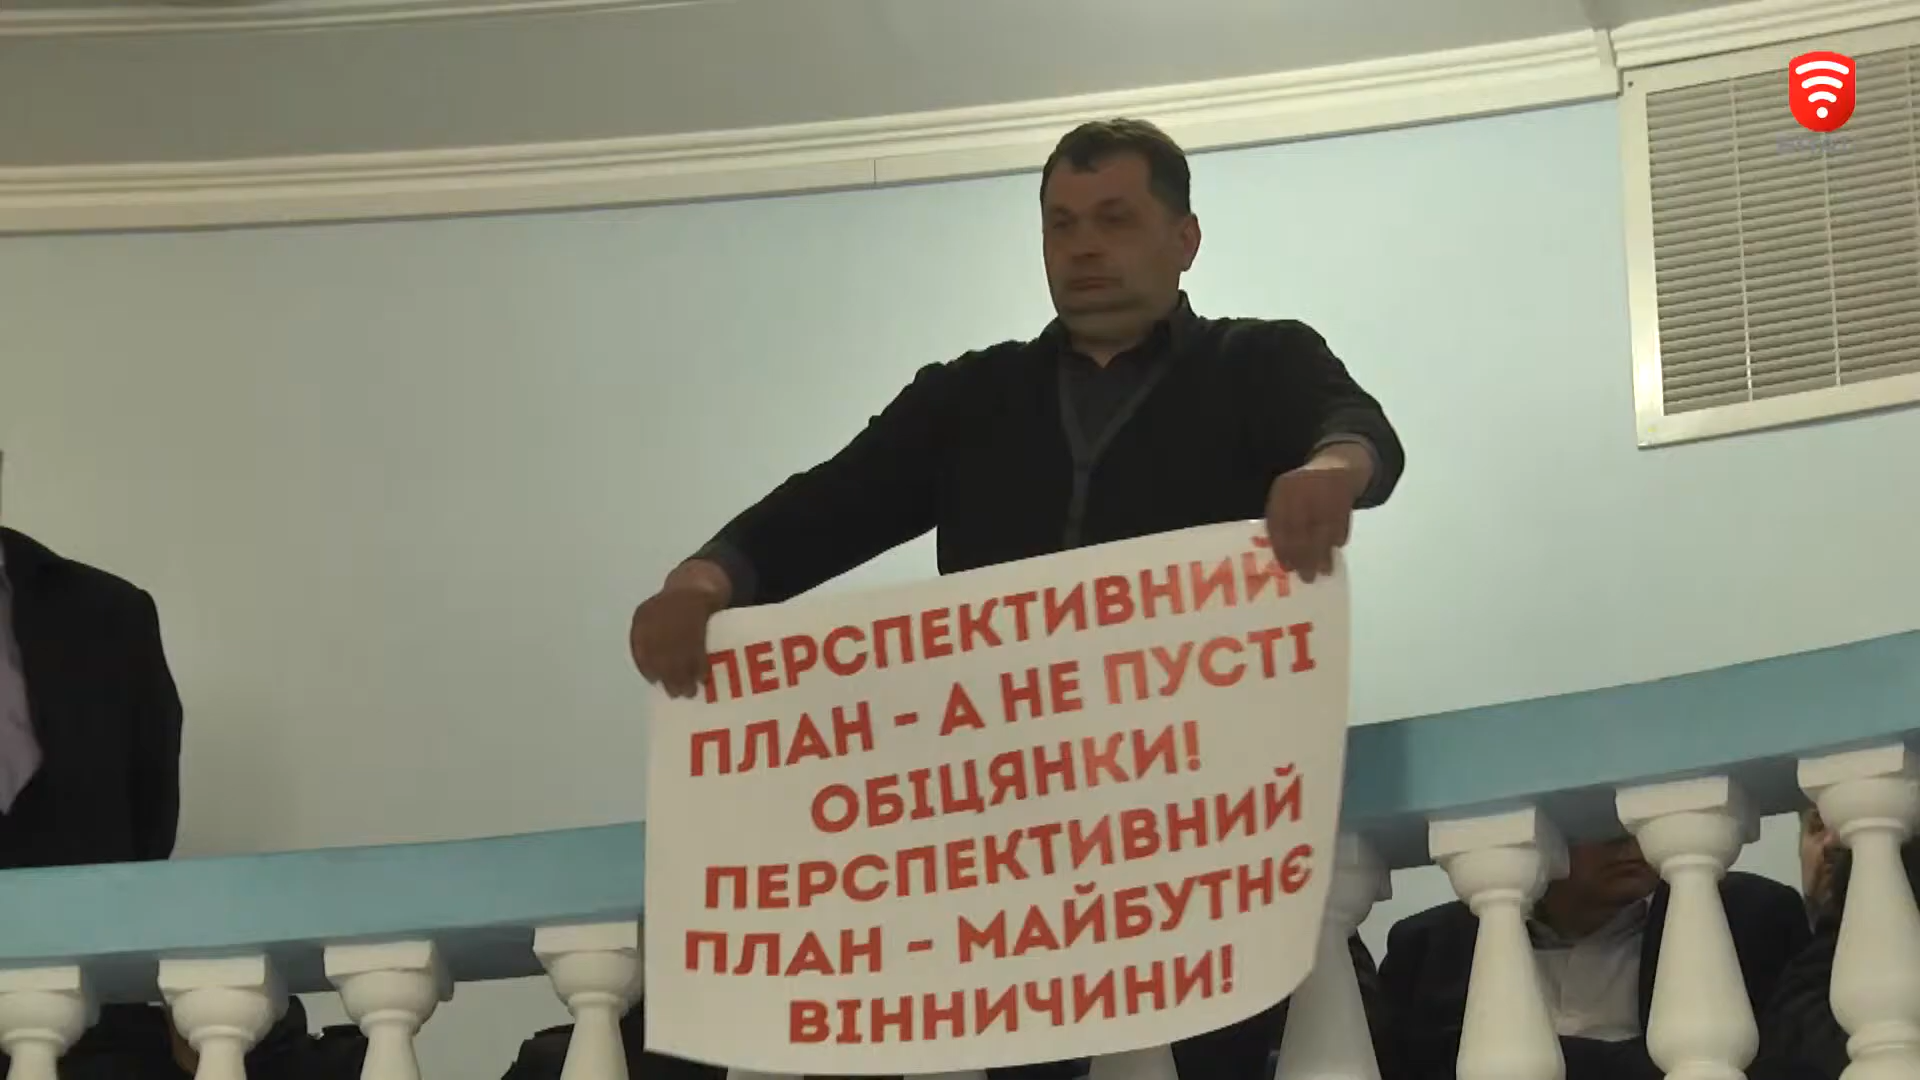 ПЕРСПЕКТИВНИЙ
ПЛАН - А НЕ ПУСТІ
ОБІЦЯНКИ!
ПЕРСПЕКТИВНИЙ
ПЛАН - МАЙБУТНЄ
ВІННИЧИНИ!